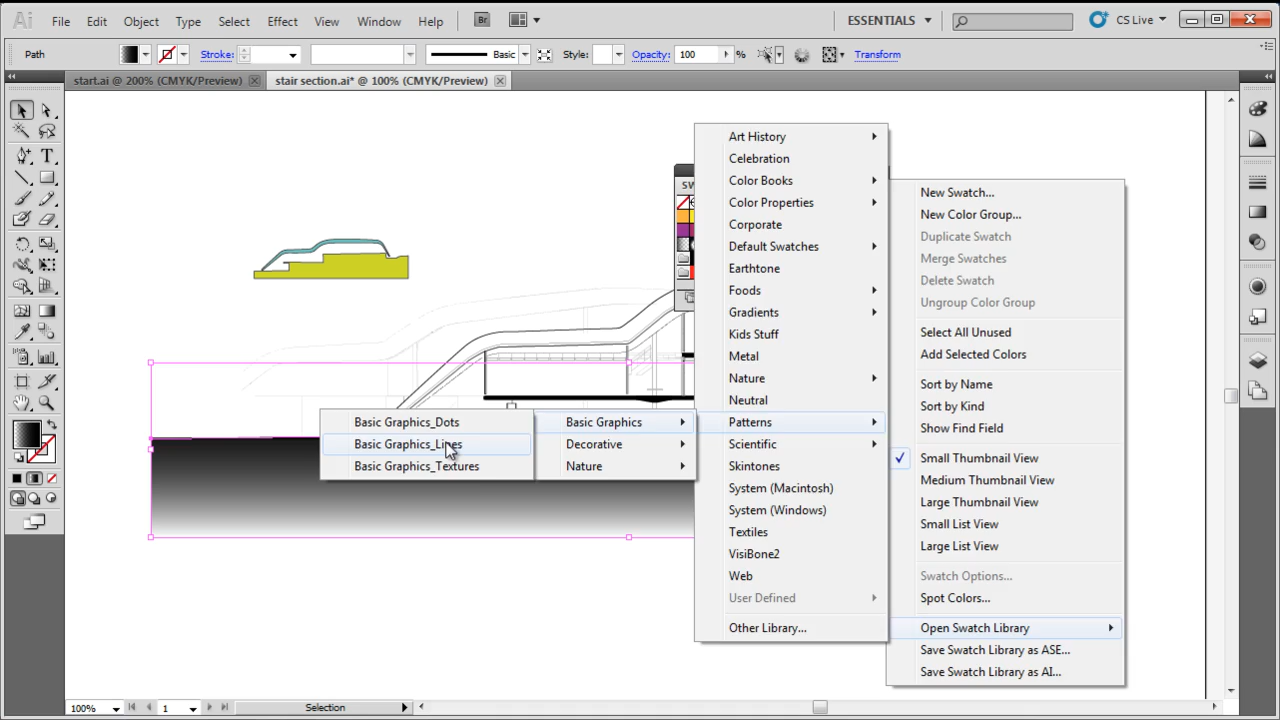 Ai File Edit Object Type Select Effect View Window Help Br ESSENTIALS CS Live
Path Stroke: Basic Style: Opacity: 100 % Transform
start.ai @ 200% (CMYK/Preview) stair section.ai* @ 100% (CMYK/Preview)
SW
Art History
Celebration
Color Books
Color Properties
Corporate
Default Swatches
Earthtone
Foods
Gradients
Kids Stuff
Metal
Nature
Neutral
Patterns
Scientific
Skintones
System (Macintosh)
System (Windows)
Textiles
VisiBone2
Web
User Defined
Other Library...
New Swatch...
New Color Group...
Duplicate Swatch
Merge Swatches
Delete Swatch
Ungroup Color Group
Select All Unused
Add Selected Colors
Sort by Name
Sort by Kind
Show Find Field
Small Thumbnail View
Medium Thumbnail View
Large Thumbnail View
Small List View
Large List View
Swatch Options...
Spot Colors...
Open Swatch Library
Save Swatch Library as ASE...
Save Swatch Library as AI...
Basic Graphics
Decorative
Nature
Basic Graphics_Dots
Basic Graphics_Lines
Basic Graphics_Textures
100% 1 Selection